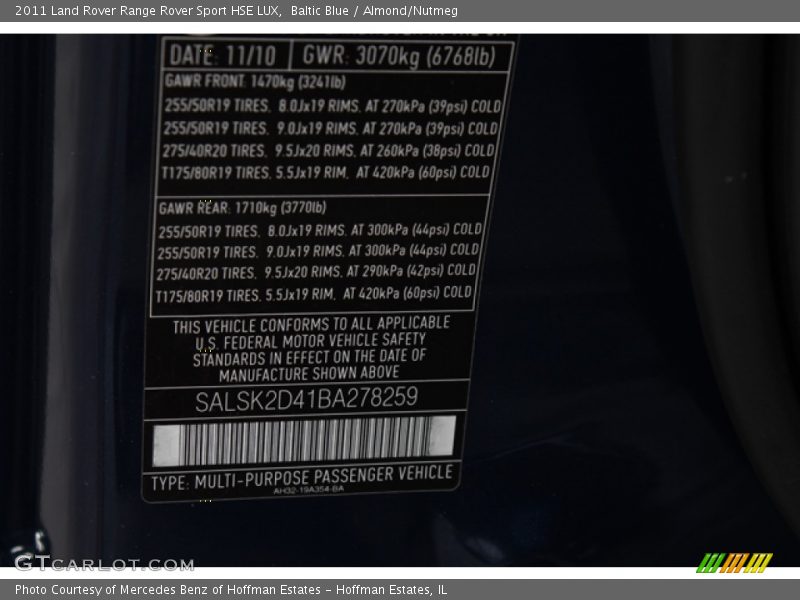 2011 Land Rover Range Rover Sport HSE LUX,  Baltic Blue / Almond/Nutmeg
DATE: 11/10 GWR: 3070kg (6768lb)
GAWR FRONT: 1470kg (3241lb)
255/50R19 TIRES, 8.0Jx19 RIMS, AT 270kPa (39psi) COLD
255/50R19 TIRES, 9.0Jx19 RIMS, AT 270kPa (39psi) COLD
275/40R20 TIRES, 9.5Jx20 RIMS, AT 260kPa (38psi) COLD
T175/80R19 TIRES, 5.5Jx19 RIM, AT 420kPa (60psi) COLD
GAWR REAR: 1710kg (3770lb)
255/50R19 TIRES, 8.0Jx19 RIMS, AT 300kPa (44psi) COLD
255/50R19 TIRES, 9.0Jx19 RIMS, AT 300kPa (44psi) COLD
275/40R20 TIRES, 9.5Jx20 RIMS, AT 290kPa (42psi) COLD
T175/80R19 TIRES, 5.5Jx19 RIM, AT 420kPa (60psi) COLD
THIS VEHICLE CONFORMS TO ALL APPLICABLE
U.S. FEDERAL MOTOR VEHICLE SAFETY
STANDARDS IN EFFECT ON THE DATE OF
MANUFACTURE SHOWN ABOVE
SALSK2D41BA278259
TYPE: MULTI-PURPOSE PASSENGER VEHICLE
AH32-19A354-BA
GTCARLOT.COM
Photo Courtesy of Mercedes Benz of Hoffman Estates - Hoffman Estates, IL